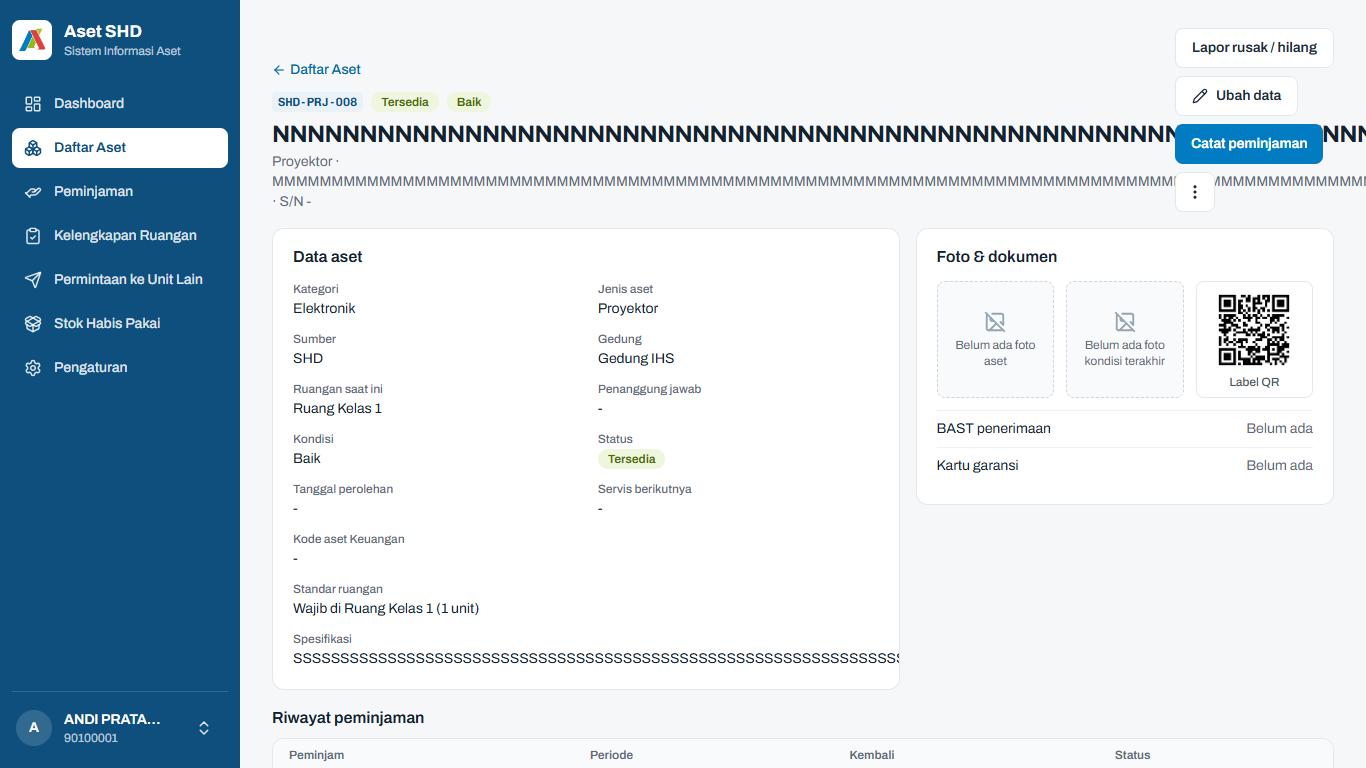 Aset SHD
Sistem Informasi Aset
Dashboard
Daftar Aset
Peminjaman
Kelengkapan Ruangan
Permintaan ke Unit Lain
Stok Habis Pakai
Pengaturan
A
ANDI PRATA...
90100001
← Daftar Aset
SHD-PRJ-008 Tersedia Baik
Proyektor ·
· S/N -
Lapor rusak / hilang
Ubah data
Catat peminjaman
Data aset
Kategori
Elektronik
Jenis aset
Proyektor
Sumber
SHD
Gedung
Gedung IHS
Ruangan saat ini
Ruang Kelas 1
Penanggung jawab
-
Kondisi
Baik
Status
Tersedia
Tanggal perolehan
-
Servis berikutnya
-
Kode aset Keuangan
-
Standar ruangan
Wajib di Ruang Kelas 1 (1 unit)
Spesifikasi
Foto & dokumen
Belum ada foto
aset
Belum ada foto
kondisi terakhir
Label QR
BAST penerimaan Belum ada
Kartu garansi Belum ada
Riwayat peminjaman
Peminjam Periode Kembali Status